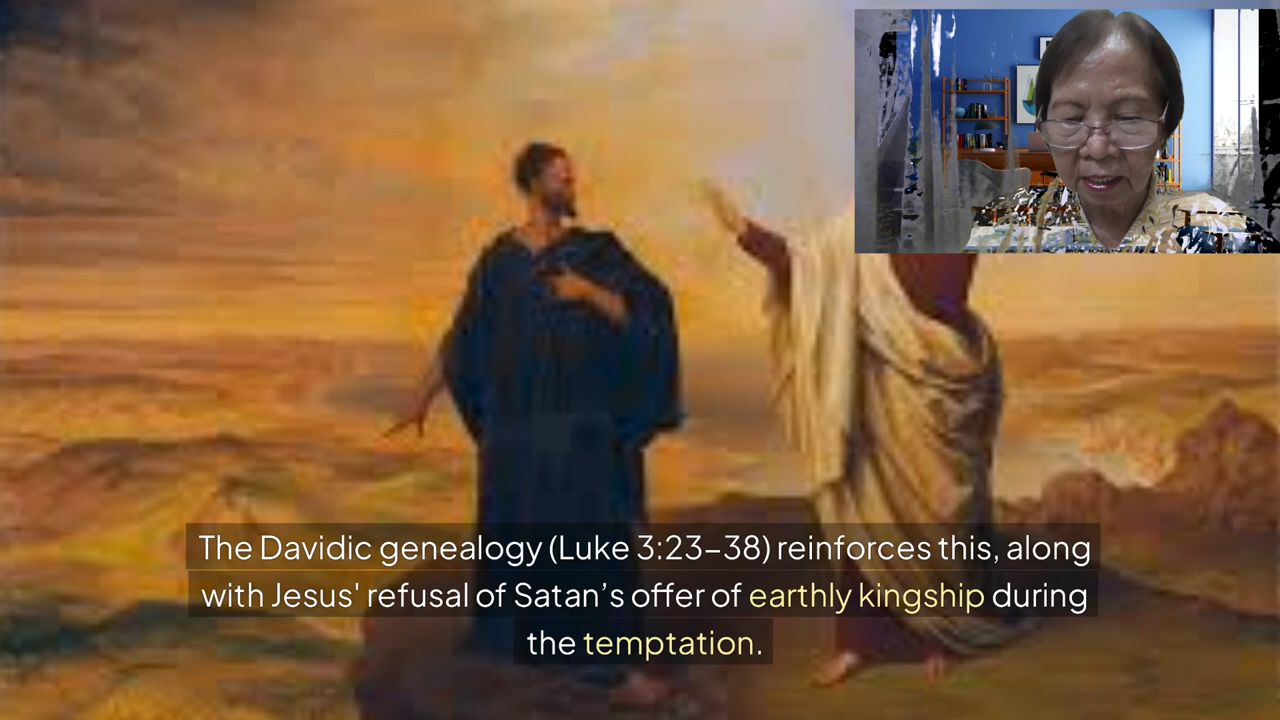 The Davidic genealogy (Luke 3:23–38) reinforces this, along
with Jesus' refusal of Satan’s offer of earthly kingship during
the temptation.